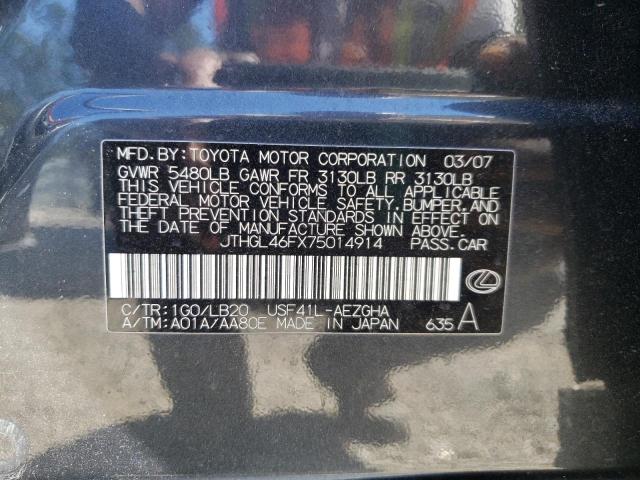 MFD.BY:TOYOTA MOTOR CORPORATION 03/07
GVWR 5480LB GAWR FR 3130LB RR 3130LB
THIS VEHICLE CONFORMS TO ALL APPLICABLE
FEDERAL MOTOR VEHICLE SAFETY,BUMPER,AND
THEFT PREVENTION STANDARDS IN EFFECT ON
THE DATE OF MANUFACTURE SHOWN ABOVE.
JTHGL46FX75014914 PASS.CAR
C/TR:1G0/LB20 USF41L-AEZGHA
A/TM:A01A/AA80E MADE IN JAPAN 635A